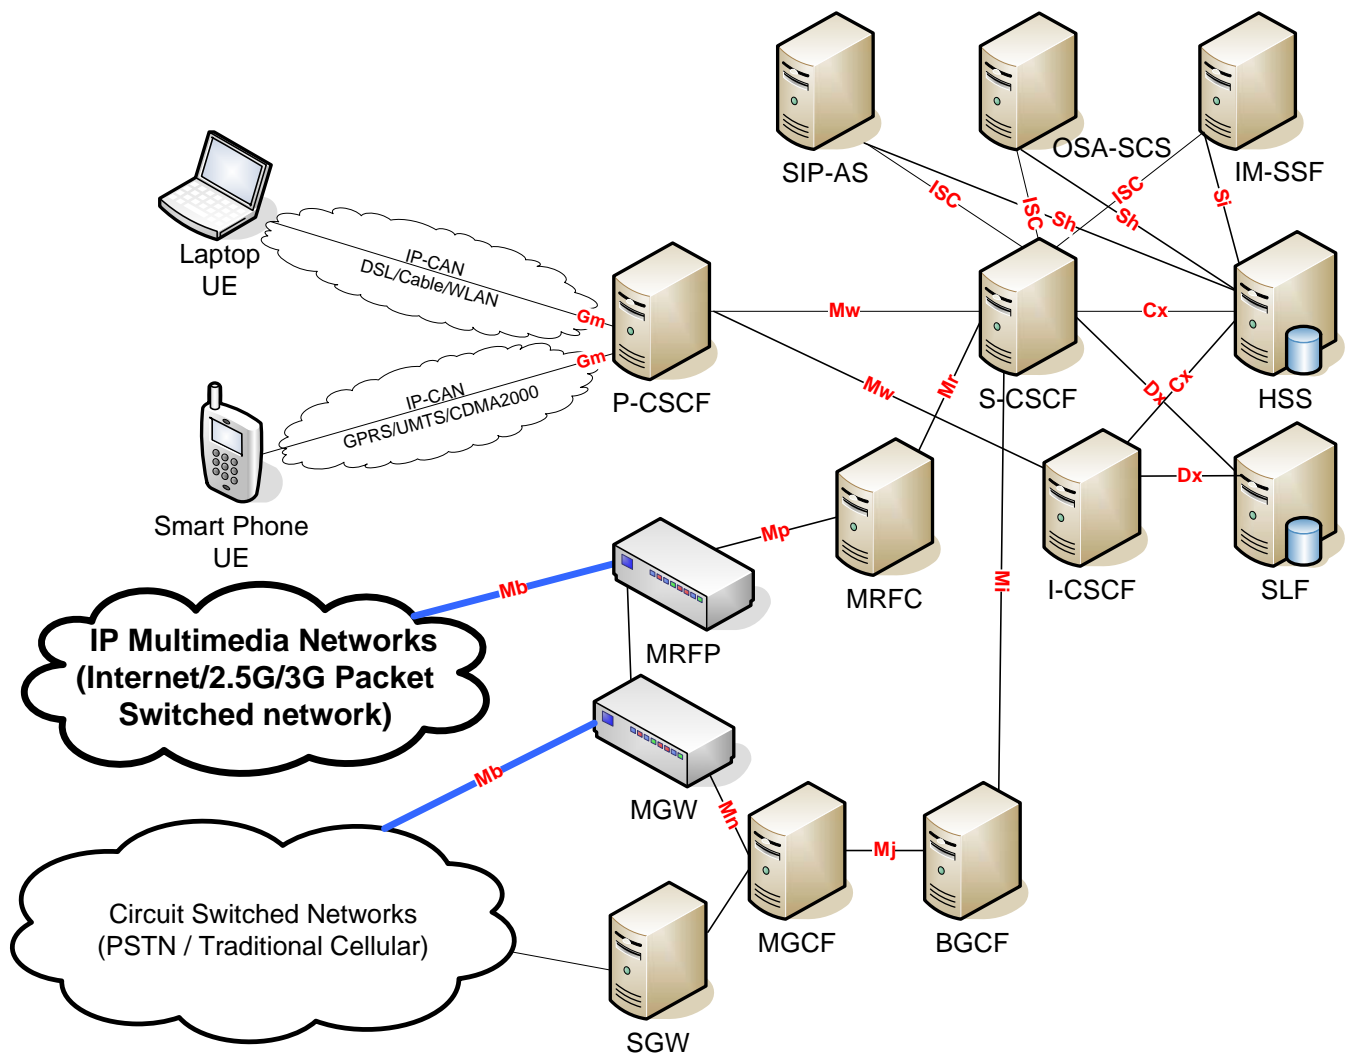 OSA-SCS
SIP-AS
IM-SSF
ISC
ISC
ISC
Sh
Sh
Si
Laptop
UE
IP-CAN
DSL/Cable/WLAN
Gm
Gm
IP-CAN
GPRS/UMTS/CDMA2000
Smart Phone
UE
P-CSCF
Mw
Mw
S-CSCF
Cx
Cx
HSS
Dx
Dx
Mr
Mp
Mi
MRFC
I-CSCF
SLF
Mb
MRFP
IP Multimedia Networks
(Internet/2.5G/3G Packet
Switched network)
Mb
MGW
Mn
Mj
MGCF
BGCF
Circuit Switched Networks
(PSTN / Traditional Cellular)
SGW